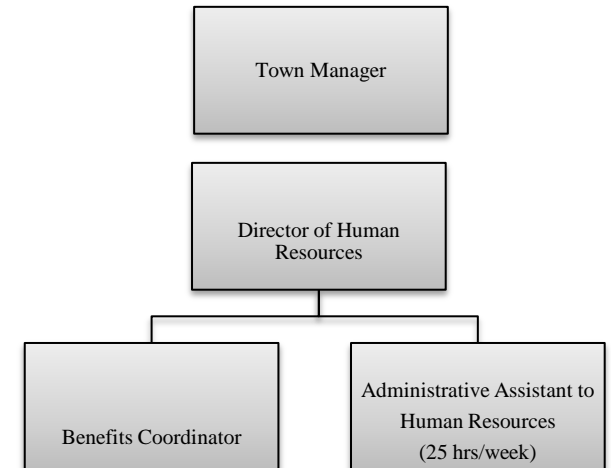 Town Manager
Director of Human
Resources
Benefits Coordinator
Administrative Assistant to
Human Resources
(25 hrs/week)